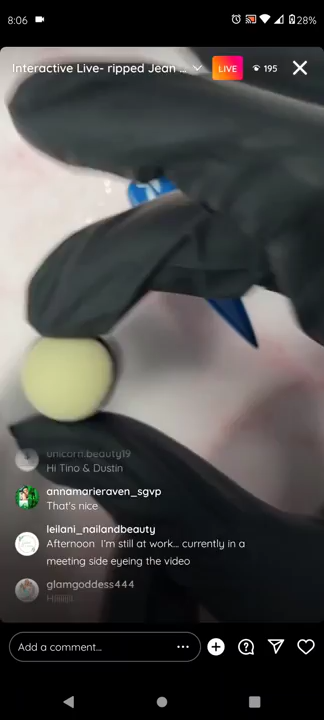 8:06
28%
Interactive Live- ripped Jean ...
LIVE
195
unicorn.beauty19
Hi Tino & Dustin
annamarieraven_sgvp
That's nice
leilani_nailandbeauty
Afternoon I'm still at work... currently in a
meeting side eyeing the video
glamgoddess444
Add a comment...